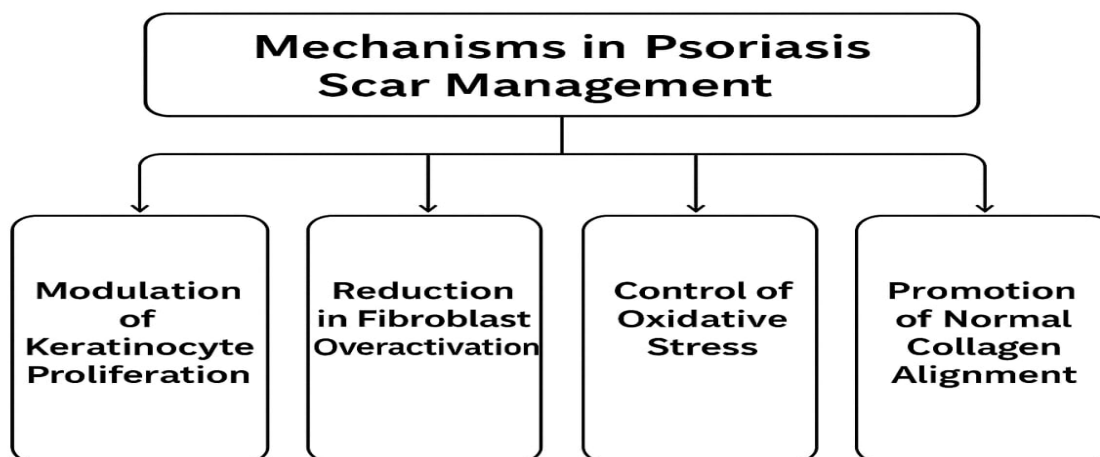 Mechanisms in Psoriasis
Scar Management
Modulation
of
Keratinocyte
Proliferation
Reduction
in Fibroblast
Overactivation
Control of
Oxidative
Stress
Promotion
of Normal
Collagen
Alignment